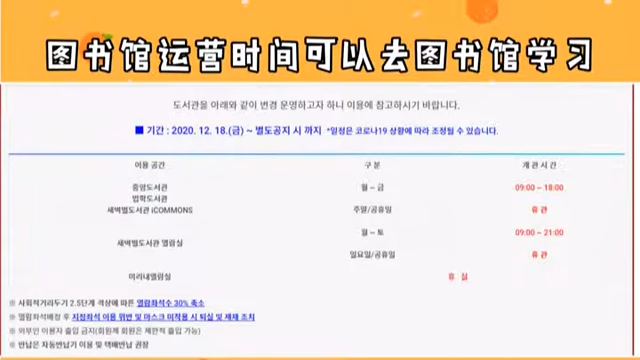 图书馆运营时间可以去图书馆学习
도서관을 아래와 같이 변경 운영하고자 하니 이용에 참고하시기 바랍니다.
■ 기간 : 2020. 12. 18.(금) ~ 별도공지 시 까지 *일정은 코로나19 상황에 따라 조정될 수 있습니다.
이용 공간 구 분 개 관 시 간
중앙도서관
법학도서관
새벽별도서관 iCOMMONS
월 ~ 금 09:00 ~ 18:00
주말/공휴일 휴 관
새벽별도서관 열람실
월 ~ 토 09:00 ~ 21:00
일요일/공휴일 휴 관
미리내열람실 휴 실
※ 사회적거리두기 2.5단계 격상에 따른 열람좌석수 30% 축소
※ 열람좌석배정 후 지정좌석 이용 위반 및 마스크 미착용 시 퇴실 및 제재 조치
※ 외부인 이용자 출입 금지(회원제 회원은 제한적 출입 가능)
※ 반납은 자동반납기 이용 및 택배반납 권장